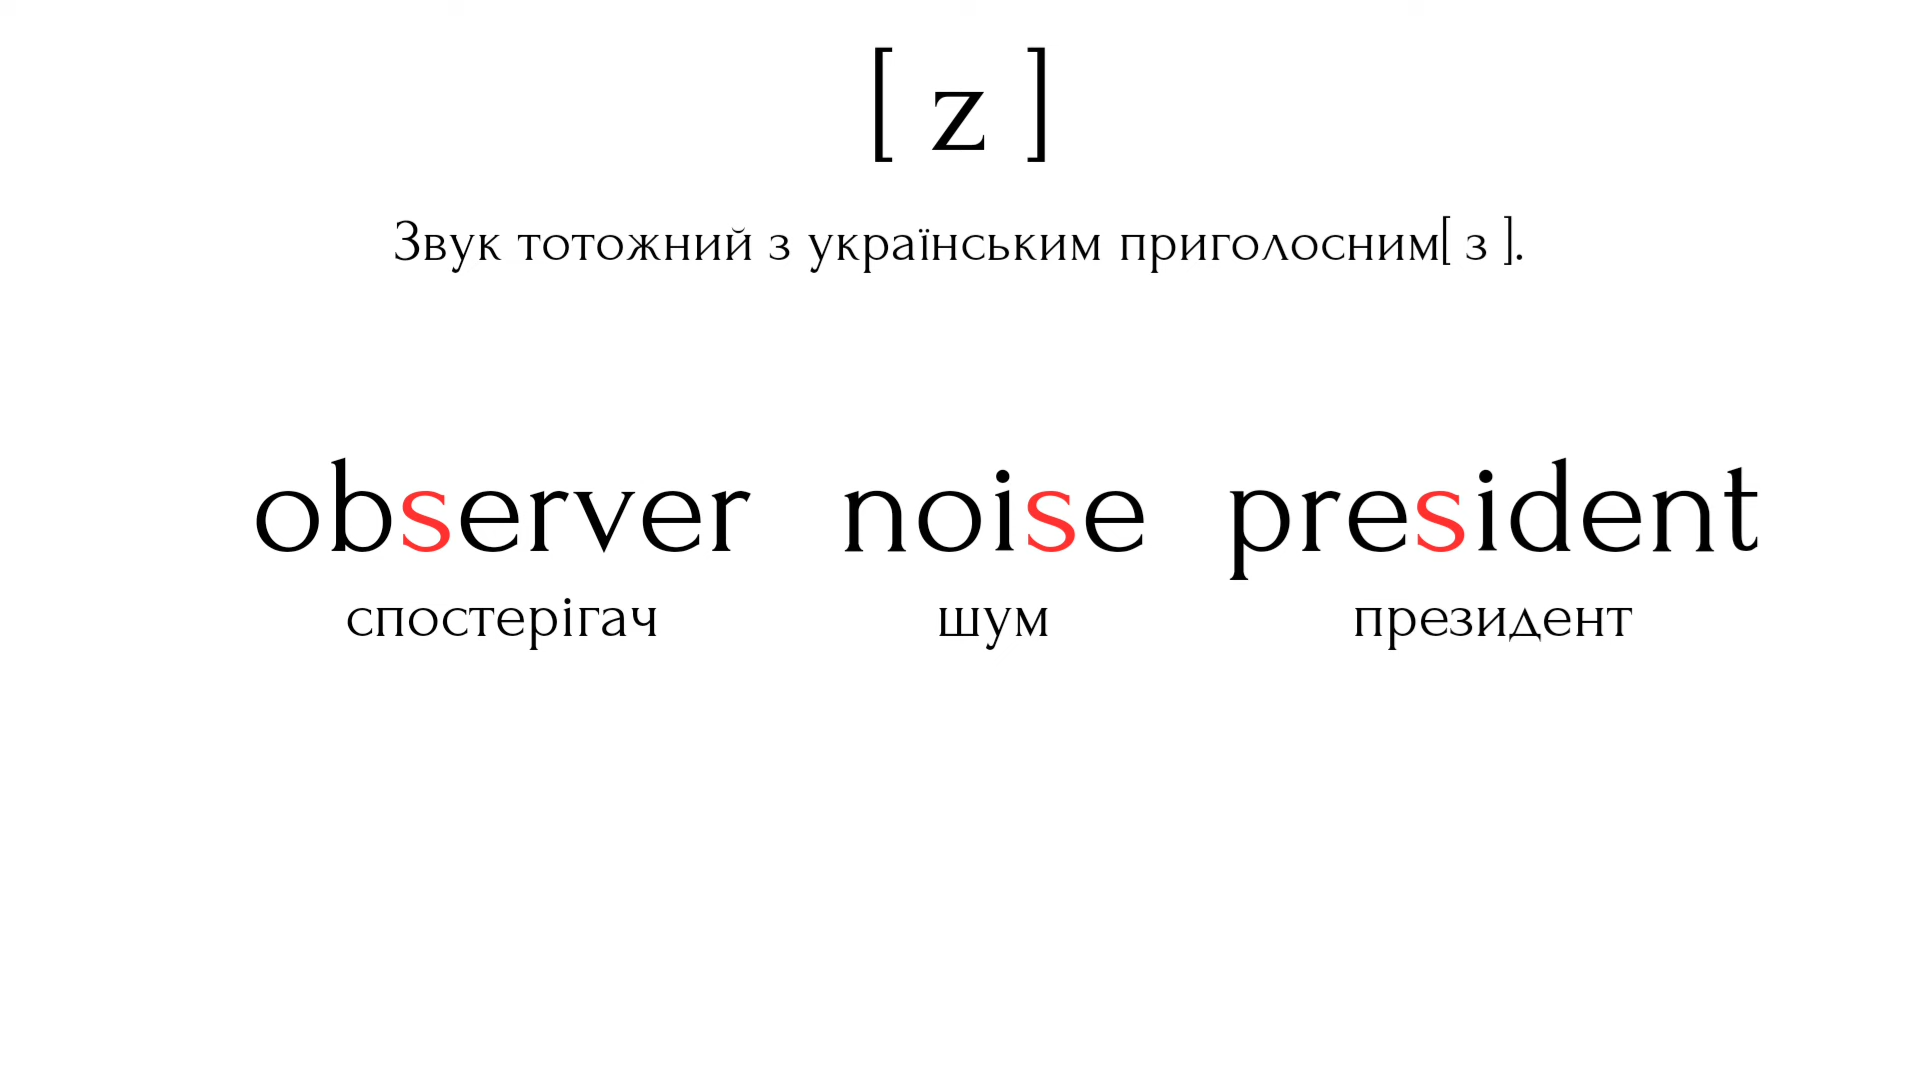 [ z ]
Звук тотожний з українським приголосним[ з ].
observer noise president
спостерігач шум президент